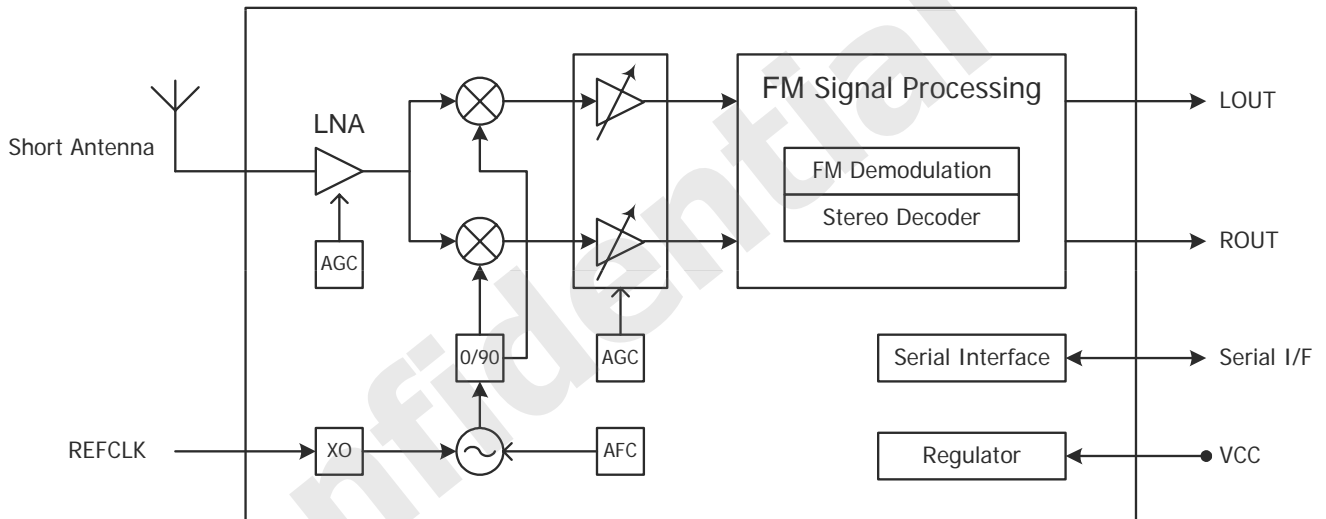 FM Signal Processing
LOUT
LNA
Short Antenna
FM Demodulation
Stereo Decoder
ROUT
AGC
0/90
AGC
Serial Interface
Serial I/F
REFCLK
XO
AFC
Regulator
VCC
nfidential